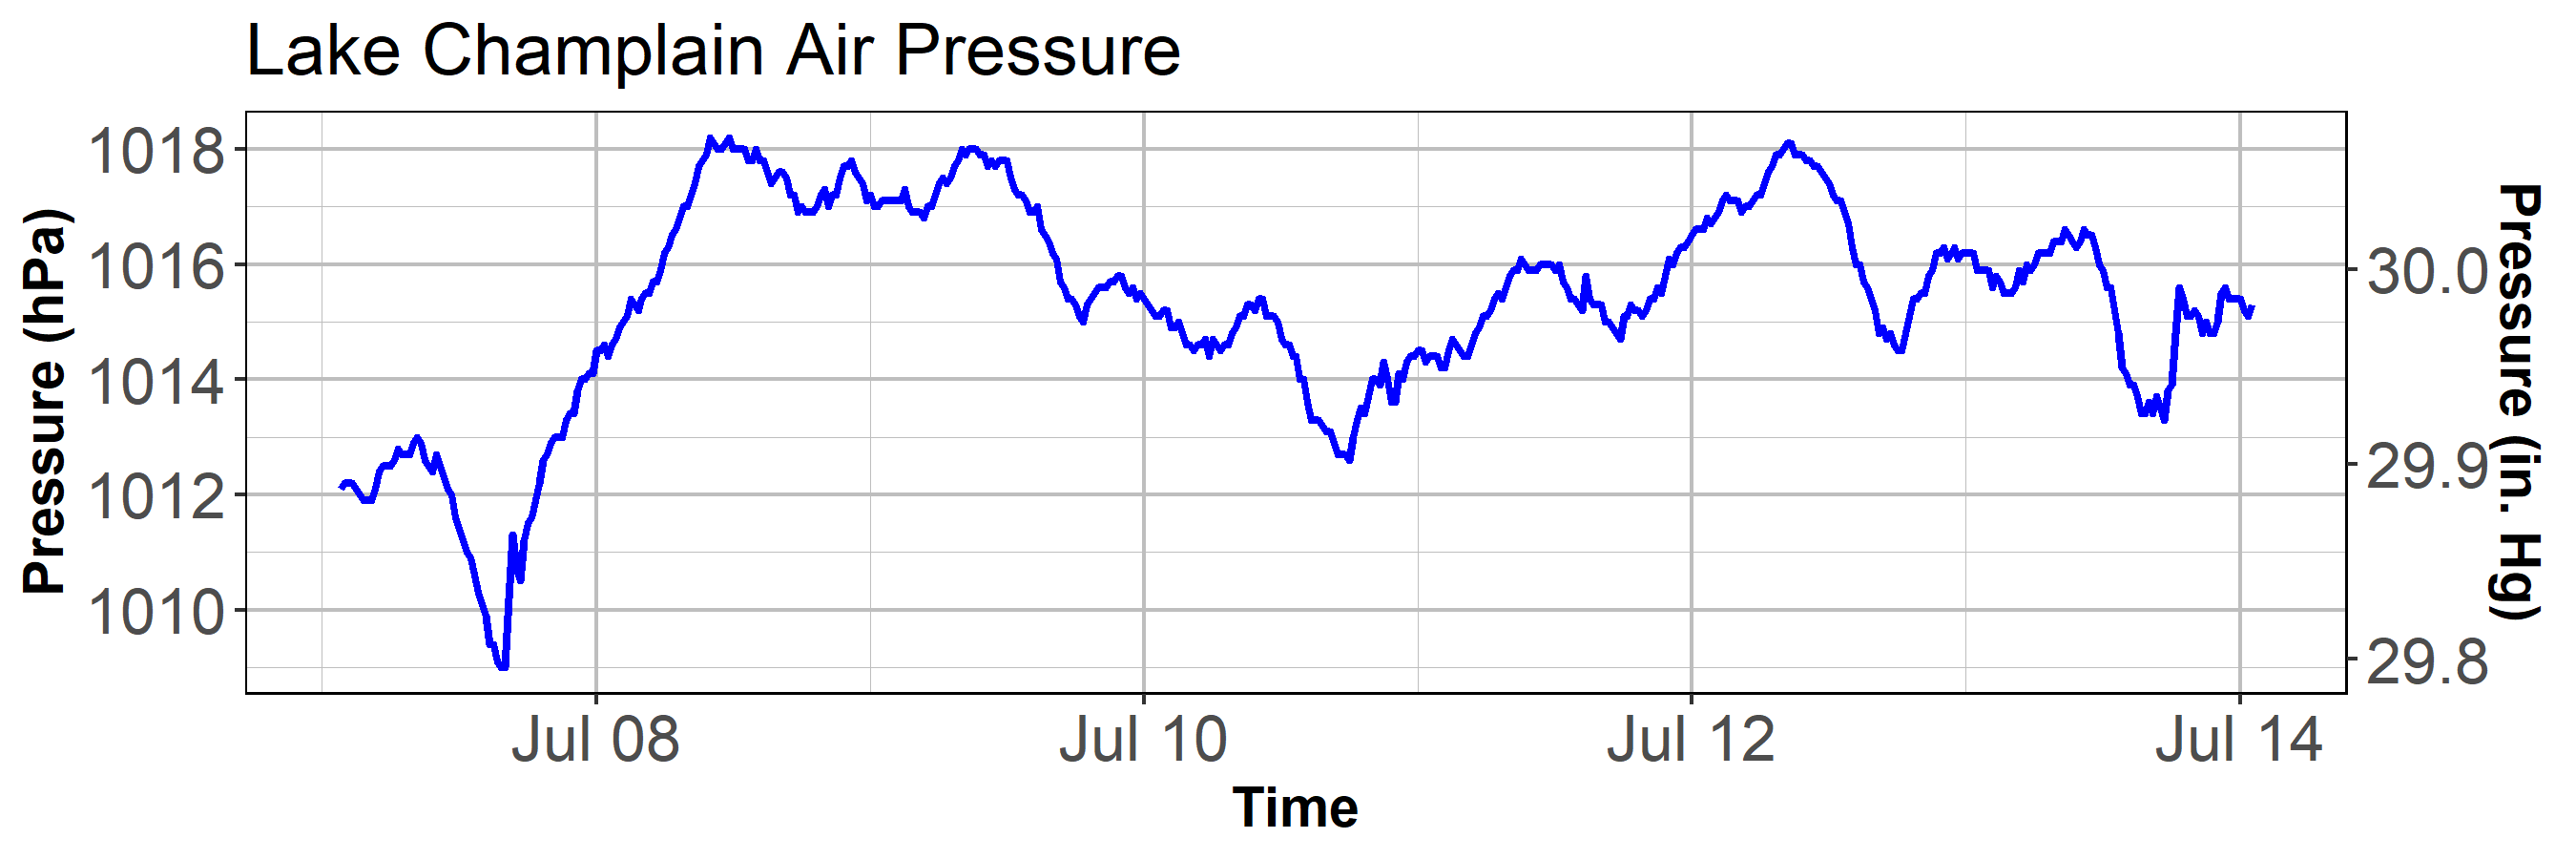 Lake Champlain Air Pressure
Pressure (hPa)
1018
1016
1014
1012
1010
30.0
29.9
29.8
Pressure (in. Hg)
Jul 08
Jul 10
Jul 12
Jul 14
Time